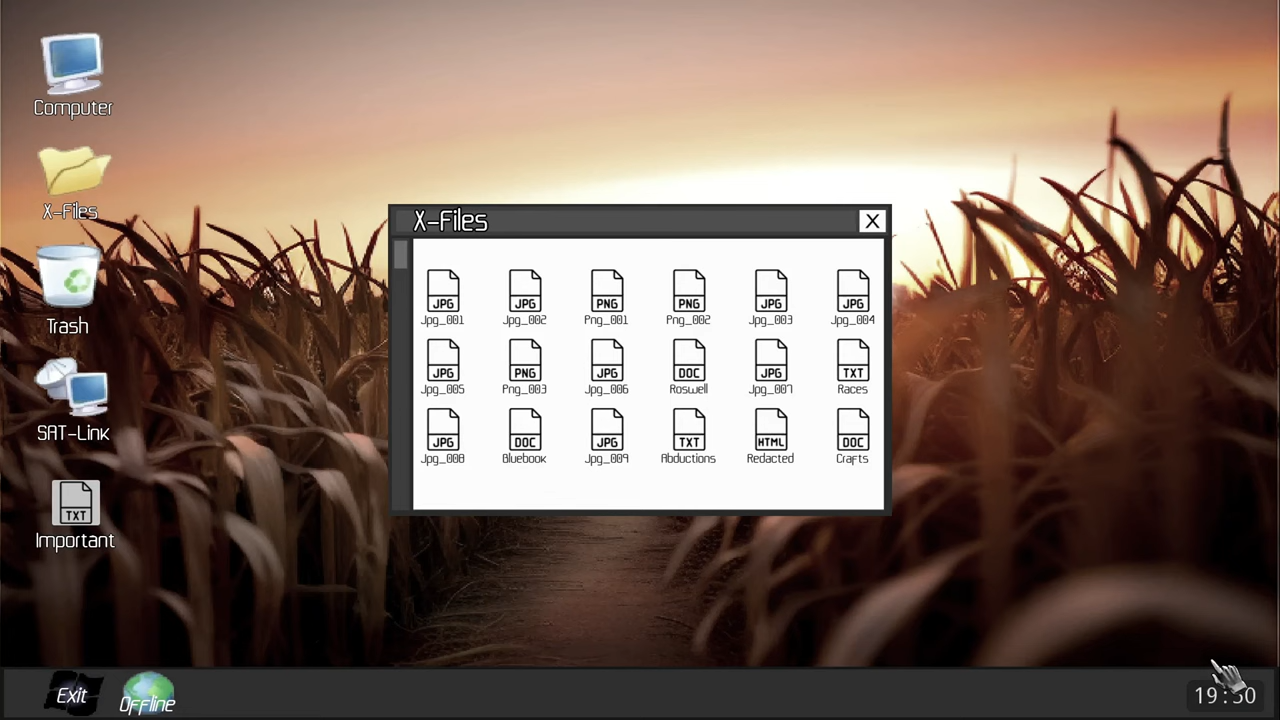 Computer
X-Files
Trash
SAT-Link
Important
X-Files
X
JPG JPG PNG PNG JPG JPG
Jpg_001 Jpg_002 Png_001 Png_002 Jpg_003 Jpg_004
JPG PNG JPG DOC JPG TXT
Jpg_005 Png_003 Jpg_006 Roswell Jpg_007 Races
JPG DOC JPG TXT HTML DOC
Jpg_008 Bluebook Jpg_009 Abductions Redacted Crafts
TXT
Exit
Offline
19:30